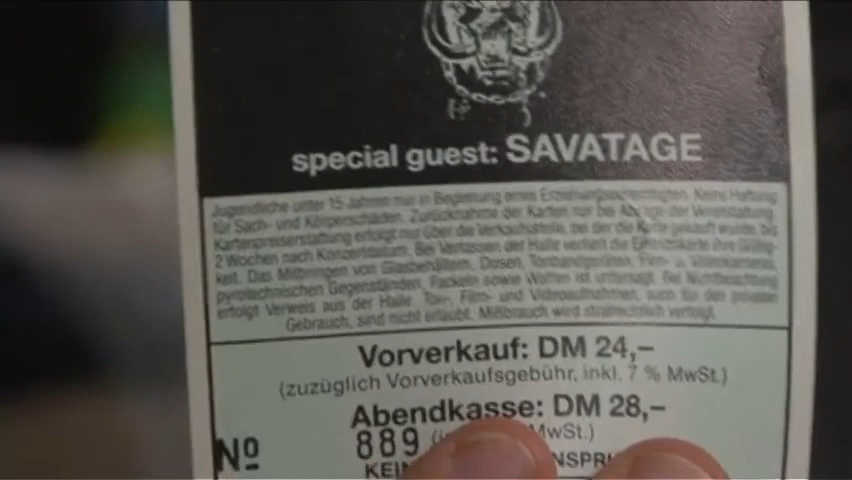 special guest: SAVATAGE
Jugendliche unter 15 Jahren nur in Begleitung eines Erziehungsberechtigten. Keine Haftung
für Sach- und Körperschäden. Zurücknahme der Karten nur bei Absage der Veranstaltung.
Kartenpreiserstattung erfolgt nur über die Verkaufsstelle, bei der die Karte gekauft wurde, bis
2 Wochen nach Konzertdatum. Bei Verlassen der Halle verliert die Eintrittskarte ihre Gültig-
keit. Das Mitbringen von Glasbehältern, Dosen, Tonbandgeräten, Film-, Videokameras,
pyrotechnischen Gegenständen, Fackeln sowie Waffen ist untersagt. Bei Nichtbeachtung
erfolgt Verweis aus der Halle. Ton-, Film- und Videoaufnahmen, auch für den privaten
Gebrauch, sind nicht erlaubt. Mißbrauch wird strafrechtlich verfolgt.
Vorverkauf: DM 24,–
(zuzüglich Vorverkaufsgebühr, inkl. 7 % MwSt.)
Abendkasse: DM 28,–
Nº 889 MwSt.)